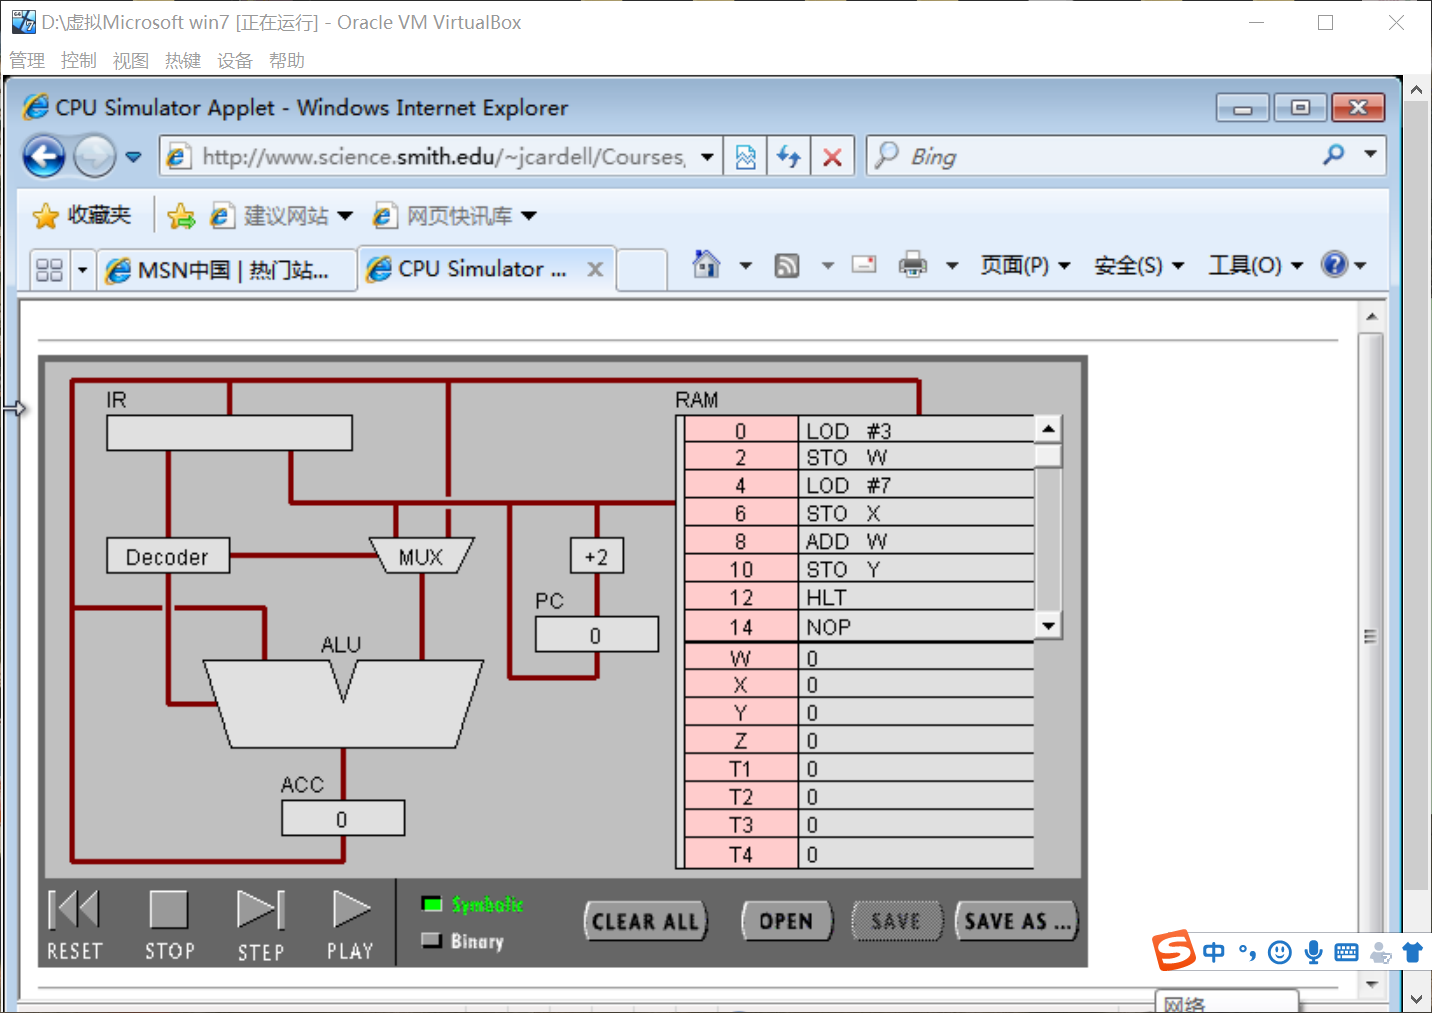 D:\虚拟Microsoft win7 [正在运行] - Oracle VM VirtualBox
管理 控制 视图 热键 设备 帮助
CPU Simulator Applet - Windows Internet Explorer
http://www.science.smith.edu/~jcardell/Courses, Bing
收藏夹 建议网站 网页快讯库
MSN中国 | 热门站... CPU Simulator ... 页面(P) 安全(S) 工具(O)
IR
RAM
0 LOD #3
2 STO W
4 LOD #7
6 STO X
8 ADD W
10 STO Y
12 HLT
14 NOP
W 0
X 0
Y 0
Z 0
T1 0
T2 0
T3 0
T4 0
Decoder
MUX
+2
PC
0
ALU
ACC
0
RESET STOP STEP PLAY
Symbolic
Binary
CLEAR ALL OPEN SAVE SAVE AS ...
S 中
网络